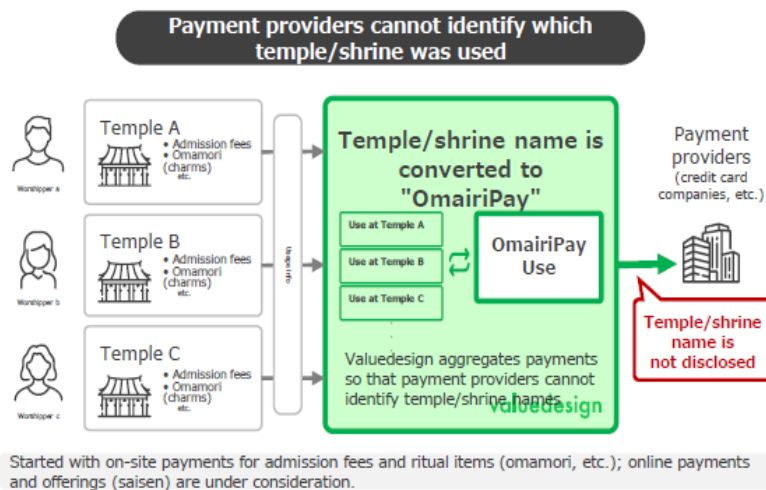 Payment providers cannot identify which
temple/shrine was used
Temple A
• Admission fees
• Omamori
(charms)
etc.
Worshipper a
Temple B
• Admission fees
• Omamori
(charms)
etc.
Worshipper b
Temple C
• Admission fees
• Omamori
(charms)
etc.
Worshipper c
Usage info
Temple/shrine name is
converted to
"OmairiPay"
Use at Temple A
Use at Temple B
Use at Temple C
OmairiPay
Use
Valuedesign aggregates payments
so that payment providers cannot
identify temple/shrine names
valuedesign
Payment
providers
(credit card
companies, etc.)
Temple/shrine
name is
not disclosed
Started with on-site payments for admission fees and ritual items (omamori, etc.); online payments
and offerings (saisen) are under consideration.